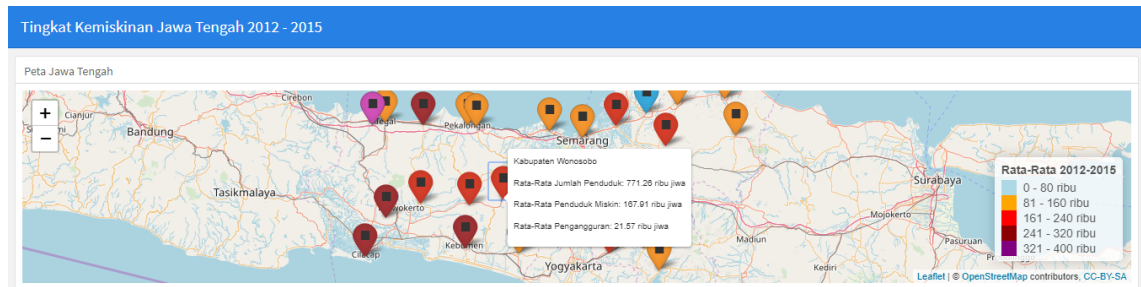 Tingkat Kemiskinan Jawa Tengah 2012 - 2015
Peta Jawa Tengah
+
−
Cirebon
Cianjur
Bandung
Pekalongan
Semarang
Tasikmalaya
Kabupaten Wonosobo
Rata-Rata Jumlah Penduduk: 771.26 ribu jiwa
Rata-Rata Penduduk Miskin: 167.91 ribu jiwa
Rata-Rata Pengangguran: 21.57 ribu jiwa
Surabaya
Mojokerto
Madiun
Pasuruan
Kediri
Cilacap
Yogyakarta
Rata-Rata 2012-2015
0 - 80 ribu
81 - 160 ribu
161 - 240 ribu
241 - 320 ribu
321 - 400 ribu
Leaflet | © OpenStreetMap contributors, CC-BY-SA